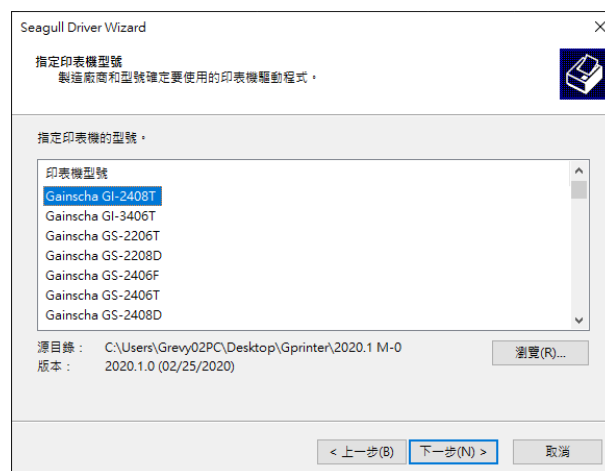 Seagull Driver Wizard
指定印表機型號
製造廠商和型號確定要使用的印表機驅動程式。
指定印表機的型號。
印表機型號
Gainscha GI-2408T
Gainscha GI-3406T
Gainscha GS-2206T
Gainscha GS-2208D
Gainscha GS-2406F
Gainscha GS-2406T
Gainscha GS-2408D
源目錄： C:\Users\Grevy02PC\Desktop\Gprinter\2020.1 M-0
瀏覽(R)...
版本： 2020.1.0 (02/25/2020)
< 上一步(B) 下一步(N) > 取消